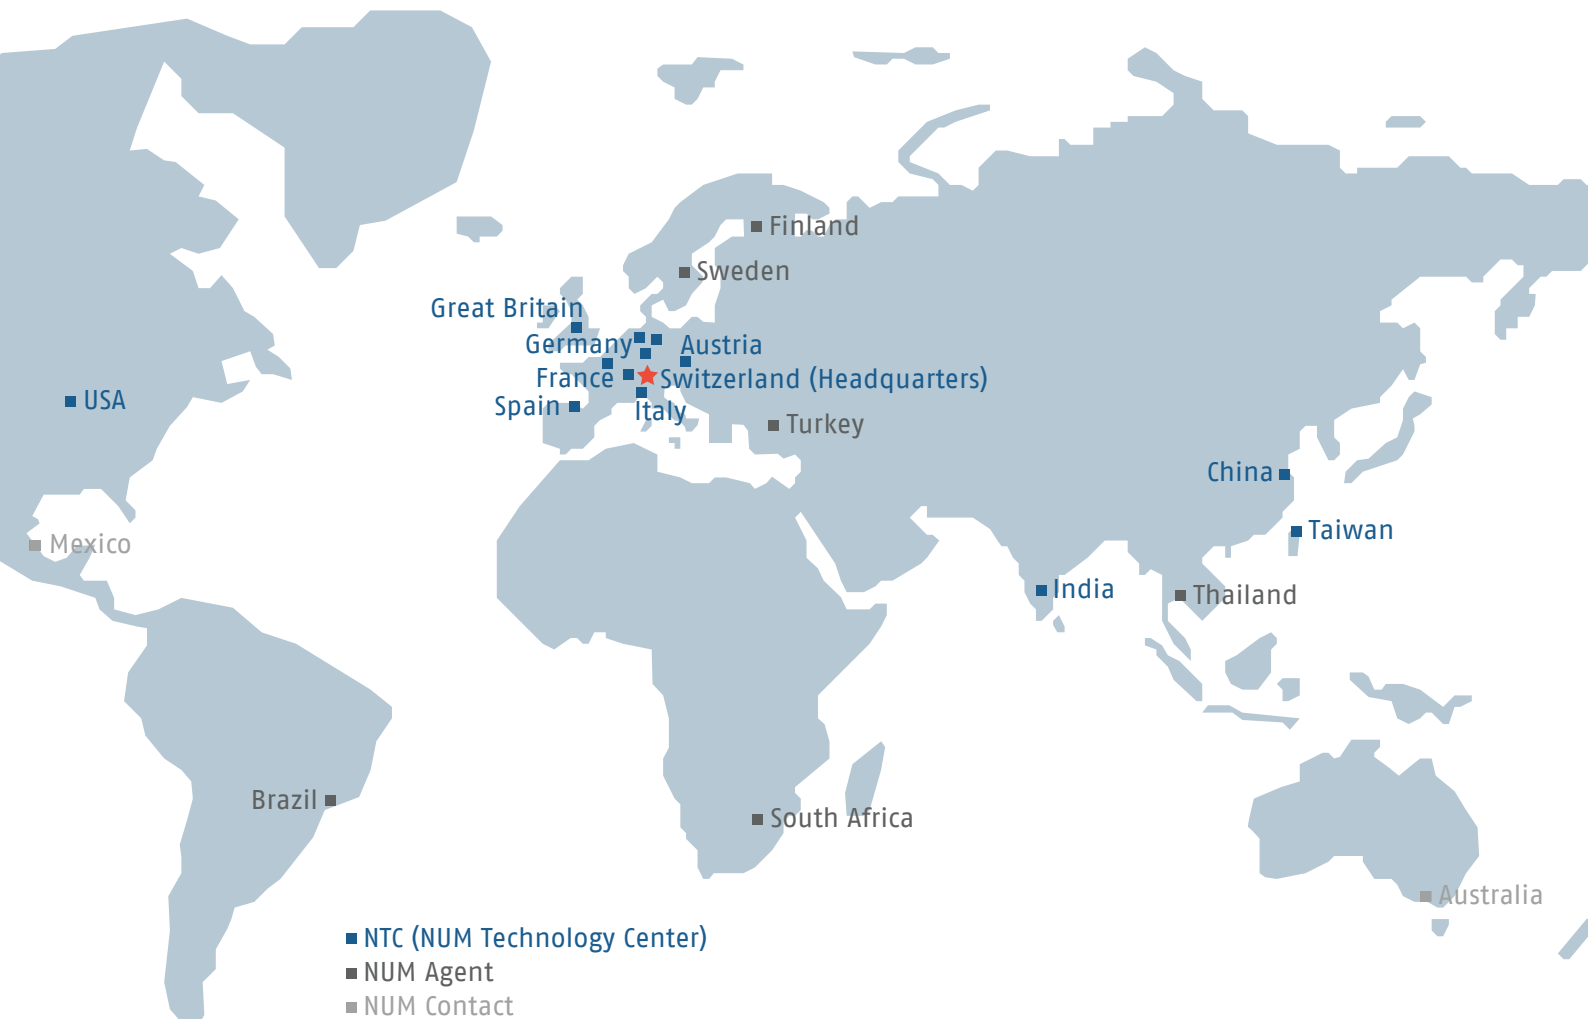 Finland
Sweden
Great Britain
Germany
Austria
France
Switzerland (Headquarters)
USA
Spain
Italy
Turkey
China
Taiwan
Mexico
India
Thailand
Brazil
South Africa
Australia
NTC (NUM Technology Center)
NUM Agent
NUM Contact